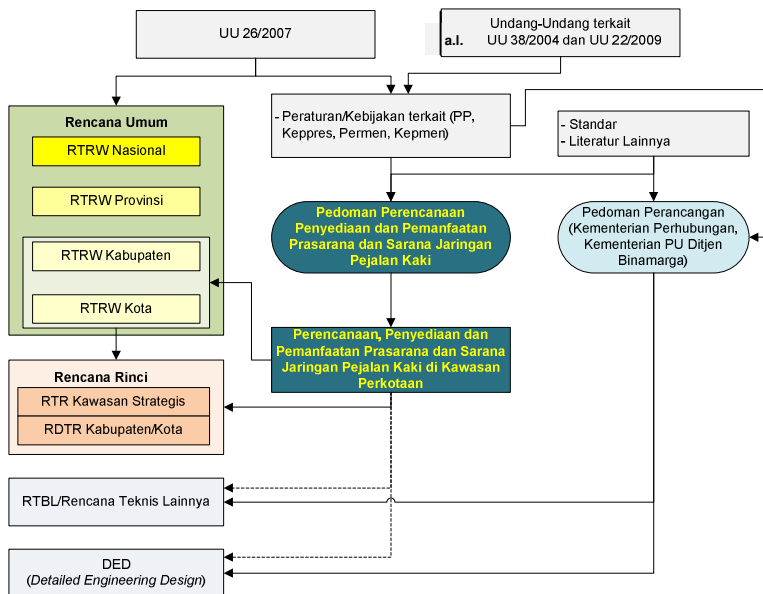 UU 26/2007
Undang-Undang terkait
a.l. UU 38/2004 dan UU 22/2009
Rencana Umum
RTRW Nasional
RTRW Provinsi
RTRW Kabupaten
RTRW Kota
- Peraturan/Kebijakan terkait (PP,
Keppres, Permen, Kepmen)
- Standar
- Literatur Lainnya
Pedoman Perencanaan
Penyediaan dan Pemanfaatan
Prasarana dan Sarana Jaringan
Pejalan Kaki
Pedoman Perancangan
(Kementerian Perhubungan,
Kementerian PU Ditjen
Binamarga)
Perencanaan, Penyediaan dan
Pemanfaatan Prasarana dan Sarana
Jaringan Pejalan Kaki di Kawasan
Perkotaan
Rencana Rinci
RTR Kawasan Strategis
RDTR Kabupaten/Kota
RTBL/Rencana Teknis Lainnya
DED
(Detailed Engineering Design)